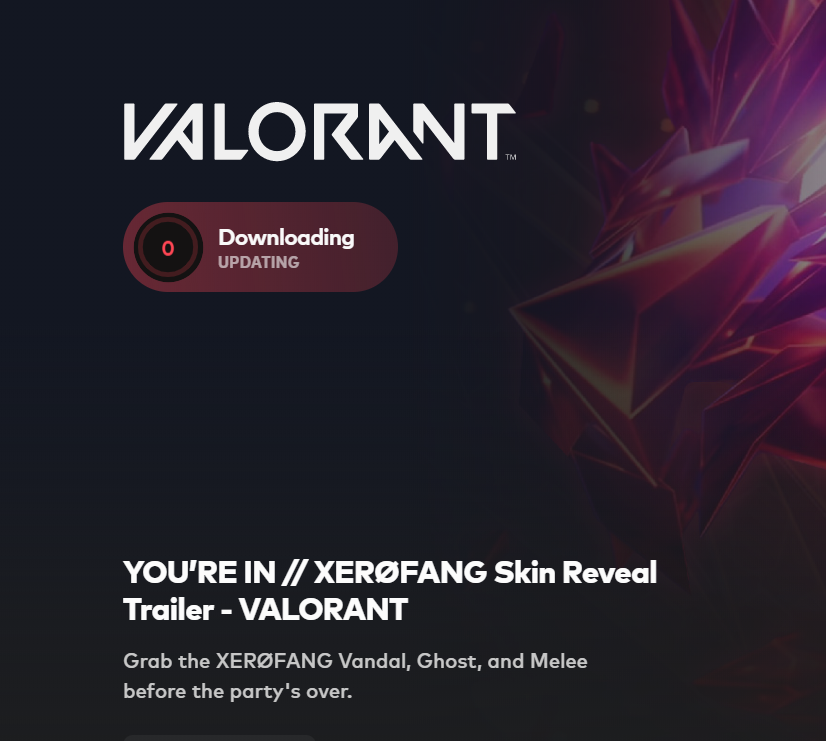 VALORANT™
0
Downloading
UPDATING
YOU'RE IN // XERØFANG Skin Reveal
Trailer - VALORANT
Grab the XERØFANG Vandal, Ghost, and Melee
before the party's over.